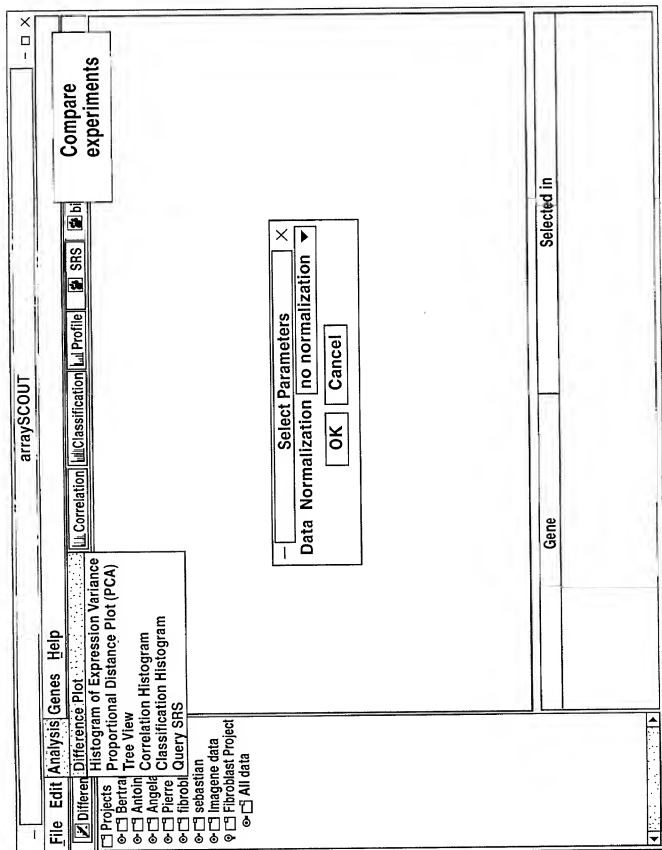 arraySCOUT
File Edit Analysis Genes Help
Compare
experiments
Differen
Difference Plot
Correlation
Classification
Profile
SRS
bi
Histogram of Expression Variance
Proportional Distance Plot (PCA)
Tree View
Correlation Histogram
Classification Histogram
Query SRS
Projects
Bertra
Antoin
Angela
Pierre
fibrobl
sebastian
Imagene data
Fibroblast Project
All data
Select Parameters
Data Normalization no normalization
OK Cancel
Gene
Selected in